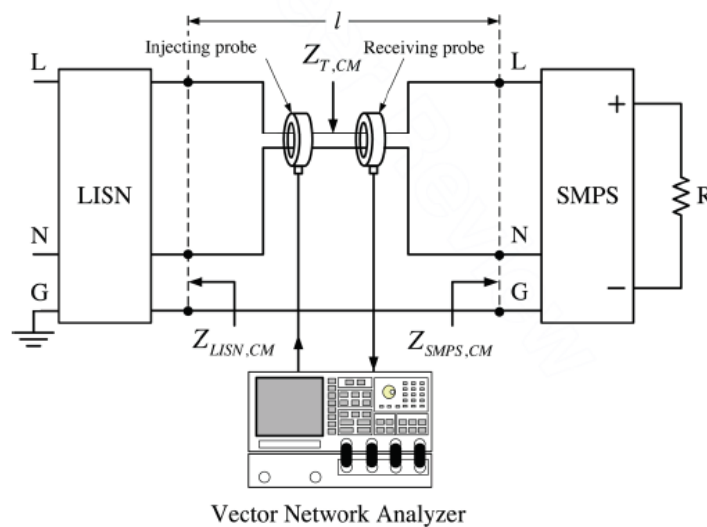 l
Injecting probe
Receiving probe
Z_{T,CM}
L
L
LISN
SMPS
+
R
N
N
G
G
−
Z_{LISN,CM}
Z_{SMPS,CM}
Vector Network Analyzer